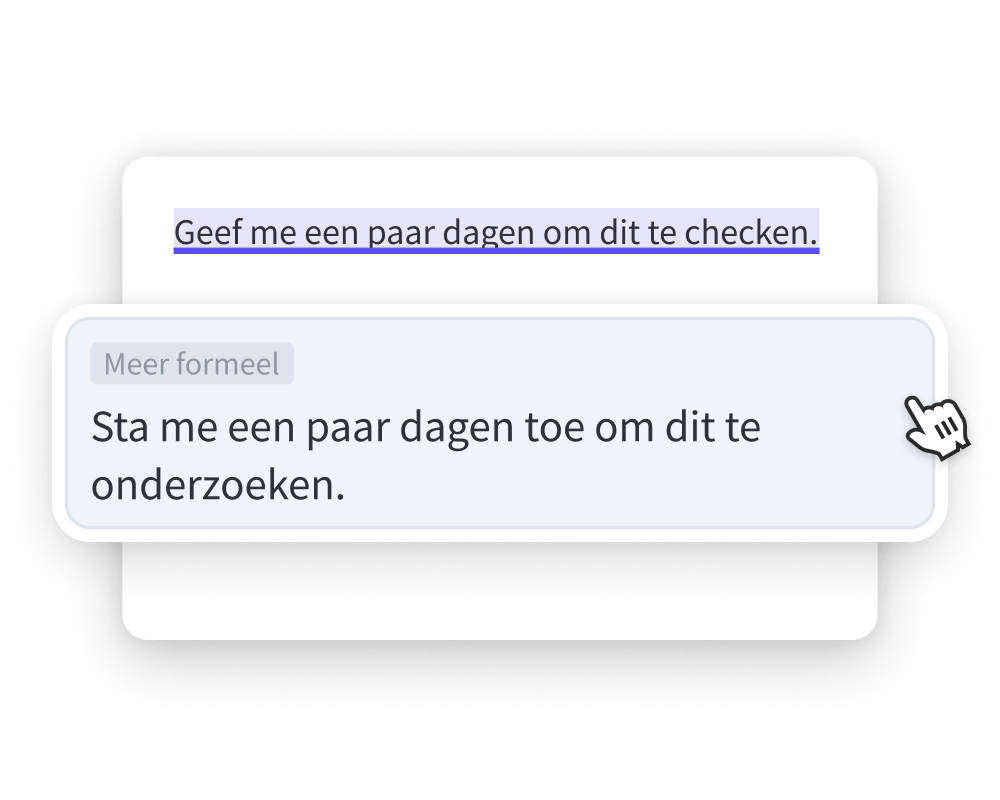 Geef me een paar dagen om dit te checken.
Meer formeel
Sta me een paar dagen toe om dit te
onderzoeken.